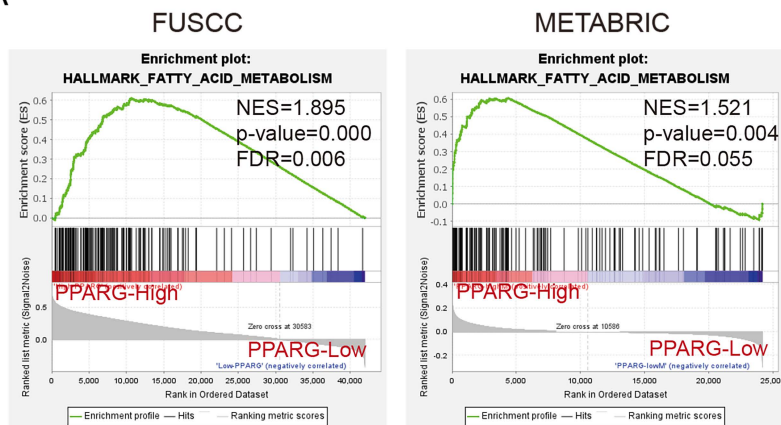 FUSCC
Enrichment plot:
HALLMARK_FATTY_ACID_METABOLISM
Enrichment score (ES)
0.6
0.5
0.4
0.3
0.2
0.1
0.0
NES=1.895
p-value=0.000
FDR=0.006
Ranked list metric (Signal2Noise)
0.5
0.0
PPARG-High
(positively correlated)
Zero cross at 30583
PPARG-Low
'Low-PPARG' (negatively correlated)
0 5,000 10,000 15,000 20,000 25,000 30,000 35,000 40,000
Rank in Ordered Dataset
Enrichment profile Hits Ranking metric scores
METABRIC
Enrichment plot:
HALLMARK_FATTY_ACID_METABOLISM
Enrichment score (ES)
0.6
0.5
0.4
0.3
0.2
0.1
0.0
-0.1
NES=1.521
p-value=0.004
FDR=0.055
Ranked list metric (Signal2Noise)
0.4
0.2
0.0
-0.2
PPARG-High
(positively correlated)
Zero cross at 10586
PPARG-Low
'PPARG-lowM' (negatively correlated)
0 5,000 10,000 15,000 20,000 25,000
Rank in Ordered Dataset
Enrichment profile Hits Ranking metric scores